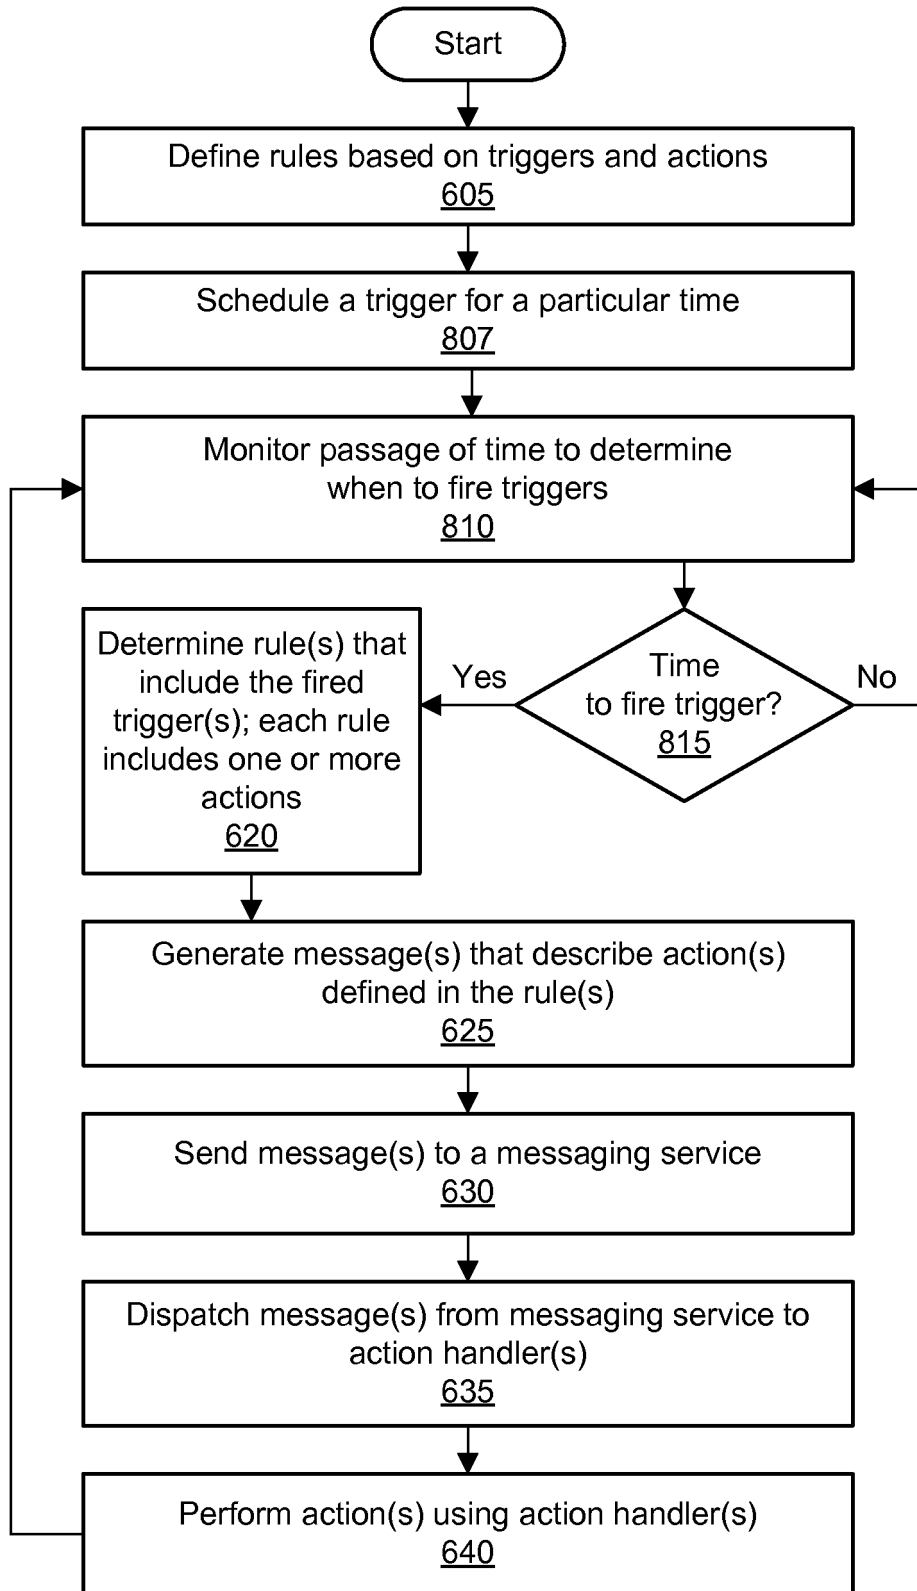 Start
Define rules based on triggers and actions
605
Schedule a trigger for a particular time
807
Monitor passage of time to determine
when to fire triggers
810
Determine rule(s) that
include the fired
trigger(s); each rule
includes one or more
actions
620
Yes
Time
to fire trigger?
815
No
Generate message(s) that describe action(s)
defined in the rule(s)
625
Send message(s) to a messaging service
630
Dispatch message(s) from messaging service to
action handler(s)
635
Perform action(s) using action handler(s)
640